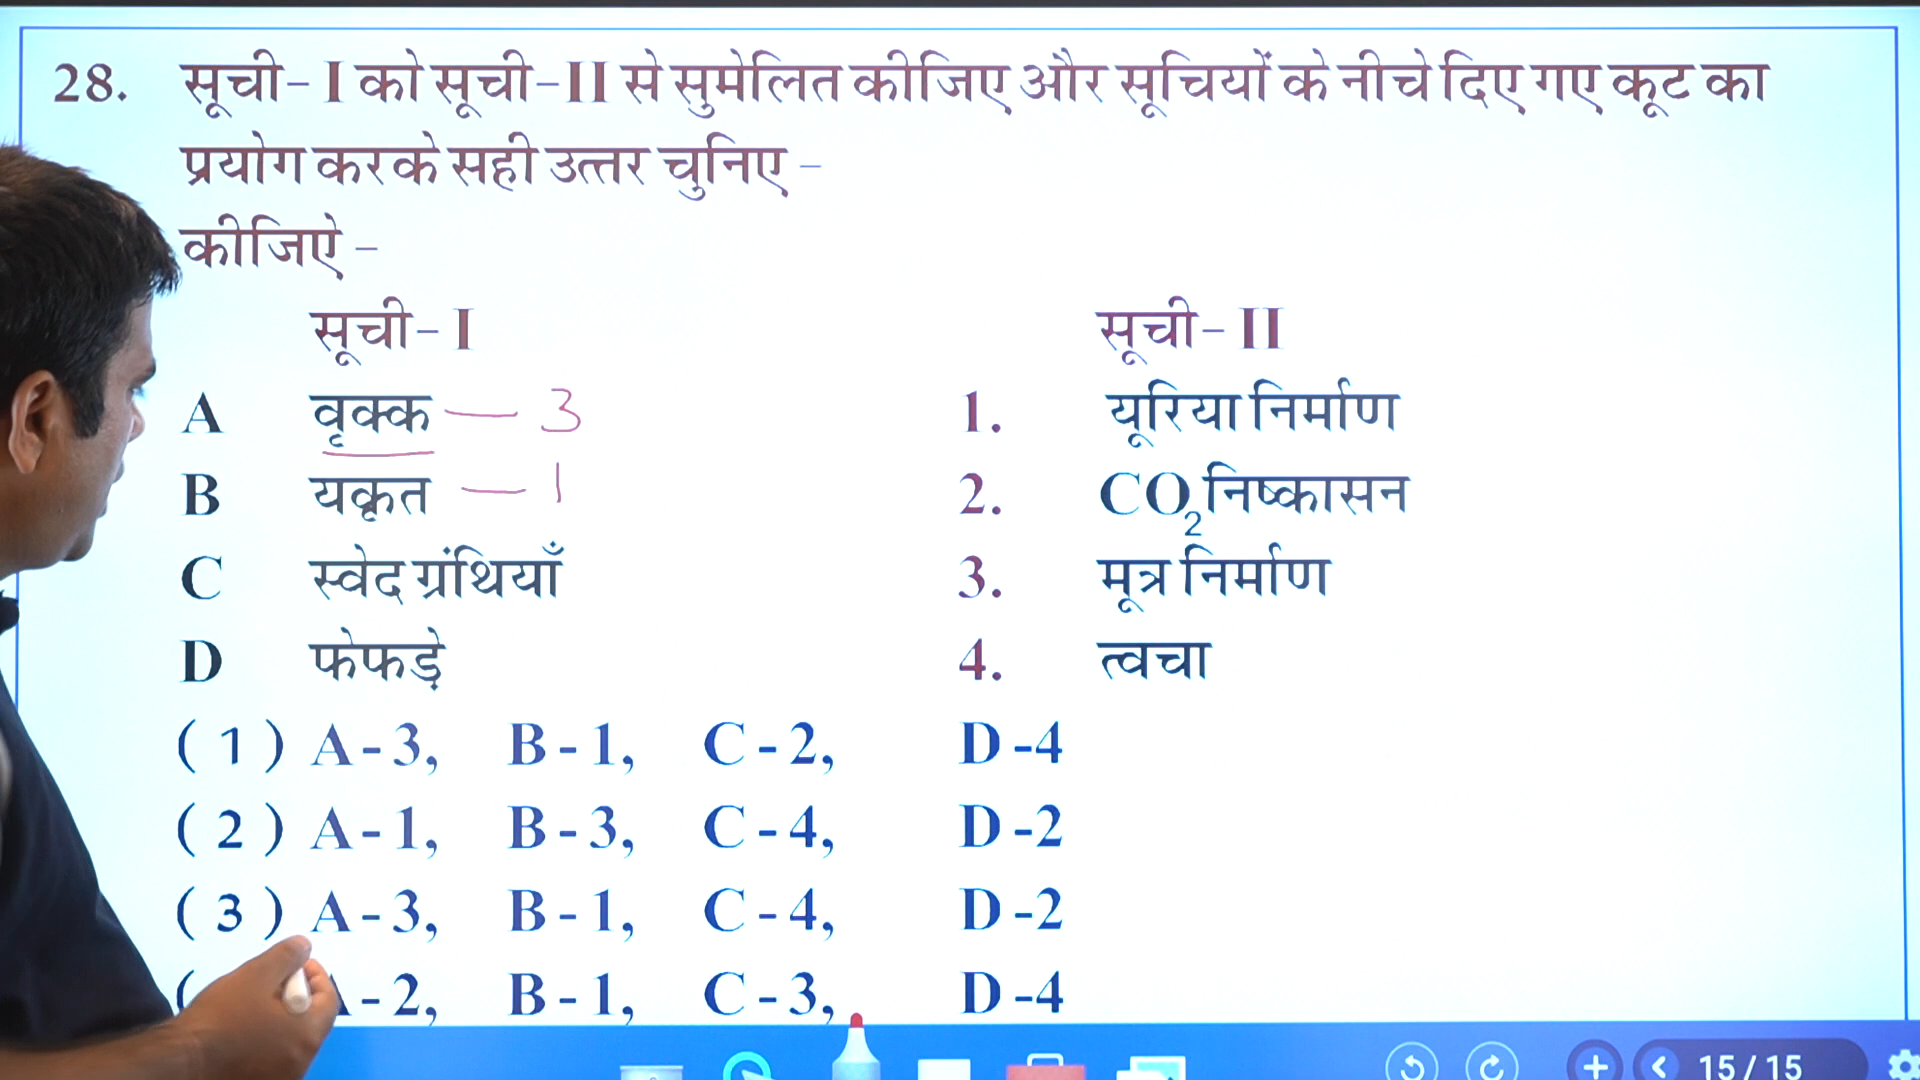 28. सूची-I को सूची-II से सुमेलित कीजिए और सूचियों के नीचे दिए गए कूट का
प्रयोग करके सही उत्तर चुनिए –
कीजिऐ –
सूची-I सूची-II
A वृक्क — 3 1. यूरिया निर्माण
B यकृत — 1 2. CO₂ निष्कासन
C स्वेद ग्रंथियाँ 3. मूत्र निर्माण
D फेफड़े 4. त्वचा
(1) A-3, B-1, C-2, D-4
(2) A-1, B-3, C-4, D-2
(3) A-3, B-1, C-4, D-2
( -2, B-1, C-3, D-4
15/15